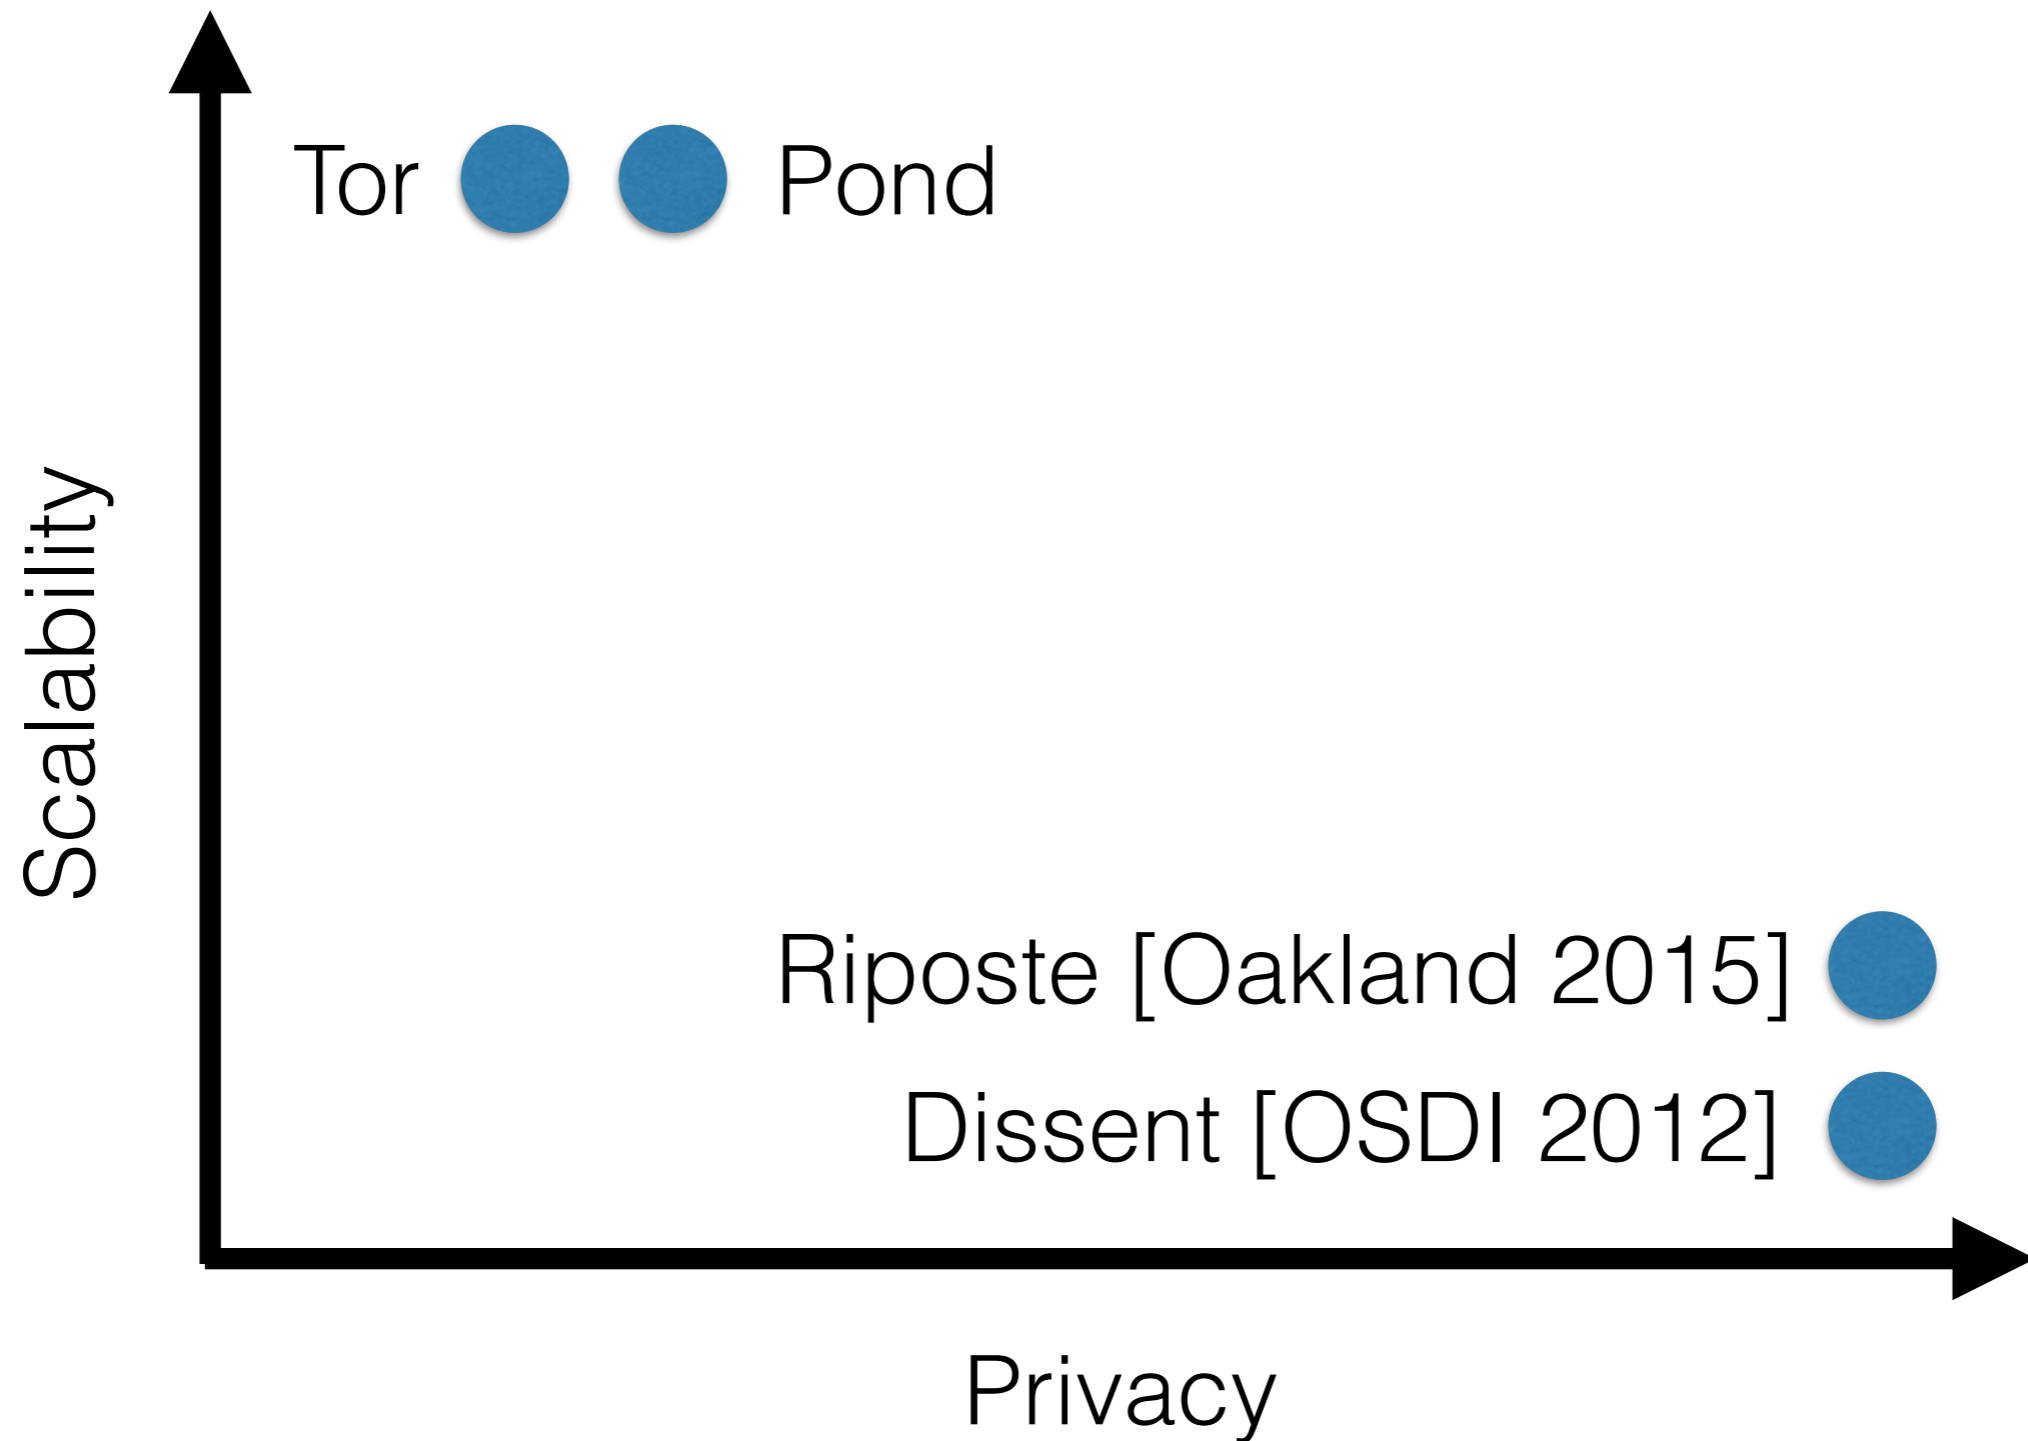 Tor
Pond
Scalability
Riposte [Oakland 2015]
Dissent [OSDI 2012]
Privacy